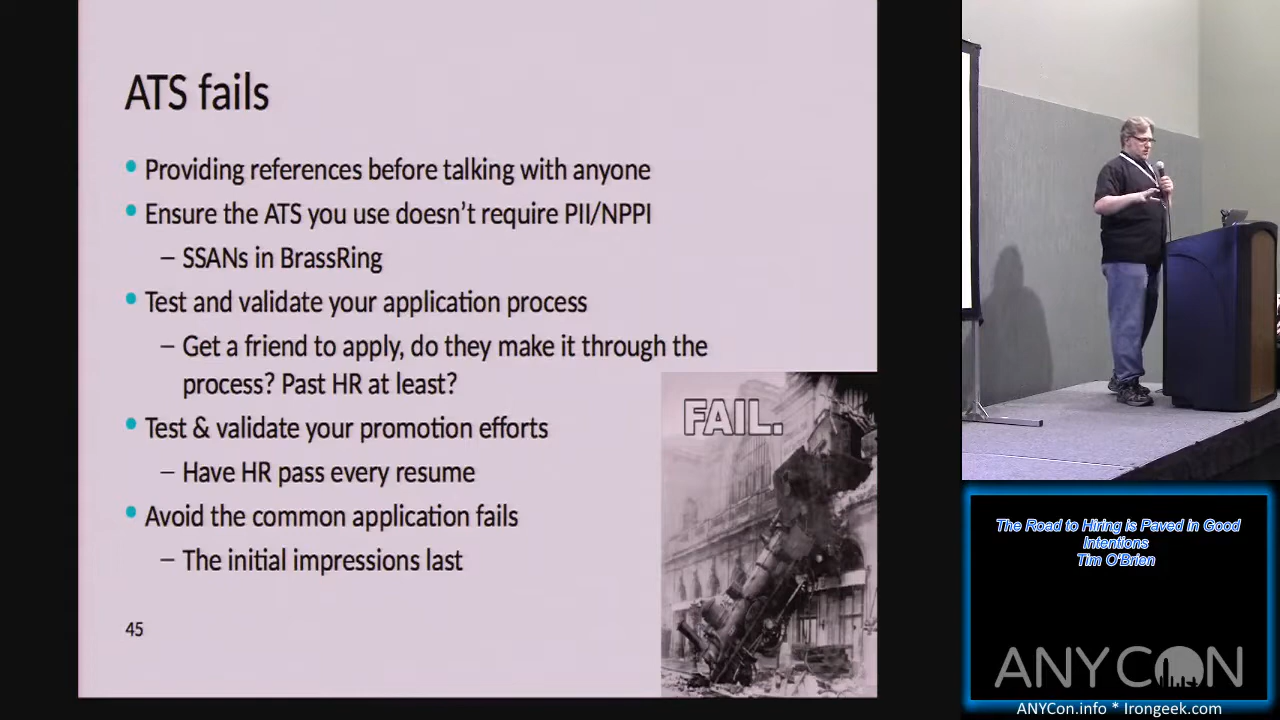 ATS fails
• Providing references before talking with anyone
• Ensure the ATS you use doesn't require PII/NPPI
– SSANs in BrassRing
• Test and validate your application process
– Get a friend to apply, do they make it through the
process? Past HR at least?
• Test & validate your promotion efforts
– Have HR pass every resume
• Avoid the common application fails
– The initial impressions last
45
FAIL.
The Road to Hiring is Paved in Good
Intentions
Tim O'Brien
ANYCON
ANYCon.info * Irongeek.com